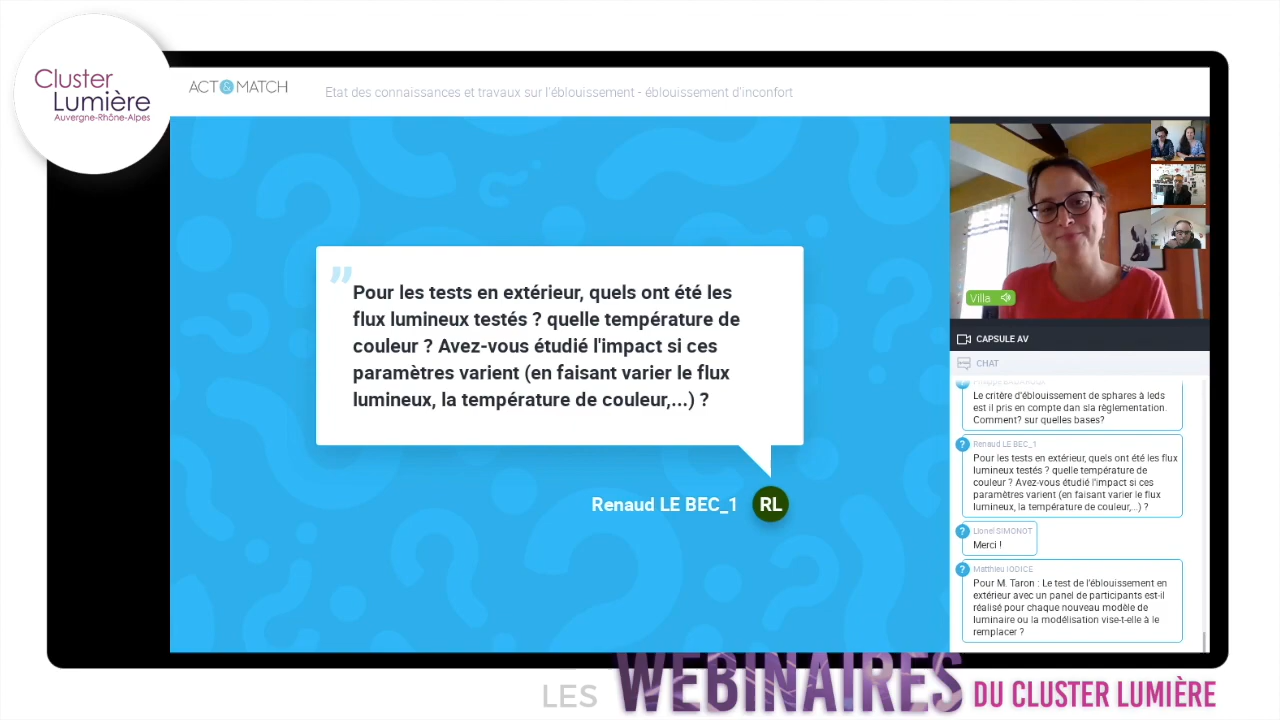 Cluster
Lumière
Auvergne-Rhône-Alpes
ACT & MATCH
Etat des connaissances et travaux sur l'éblouissement - éblouissement d'inconfort
Pour les tests en extérieur, quels ont été les
flux lumineux testés ? quelle température de
couleur ? Avez-vous étudié l'impact si ces
paramètres varient (en faisant varier le flux
lumineux, la température de couleur,...) ?
Renaud LE BEC_1
RL
Villa
CAPSULE AV
CHAT
Le critère d'éblouissement de sphares à leds
est il pris en compte dan sla règlementation.
Comment? sur quelles bases?
Renaud LE BEC_1
Pour les tests en extérieur, quels ont été les flux
lumineux testés ? quelle température de
couleur ? Avez-vous étudié l'impact si ces
paramètres varient (en faisant varier le flux
lumineux, la température de couleur,...) ?
Lionel SIMONOT
Merci !
Matthieu IODICE
Pour M. Taron : Le test de l'éblouissement en
extérieur avec un panel de participants est-il
réalisé pour chaque nouveau modèle de
luminaire ou la modélisation vise-t-elle à le
remplacer ?
LES WEBINAIRES DU CLUSTER LUMIÈRE